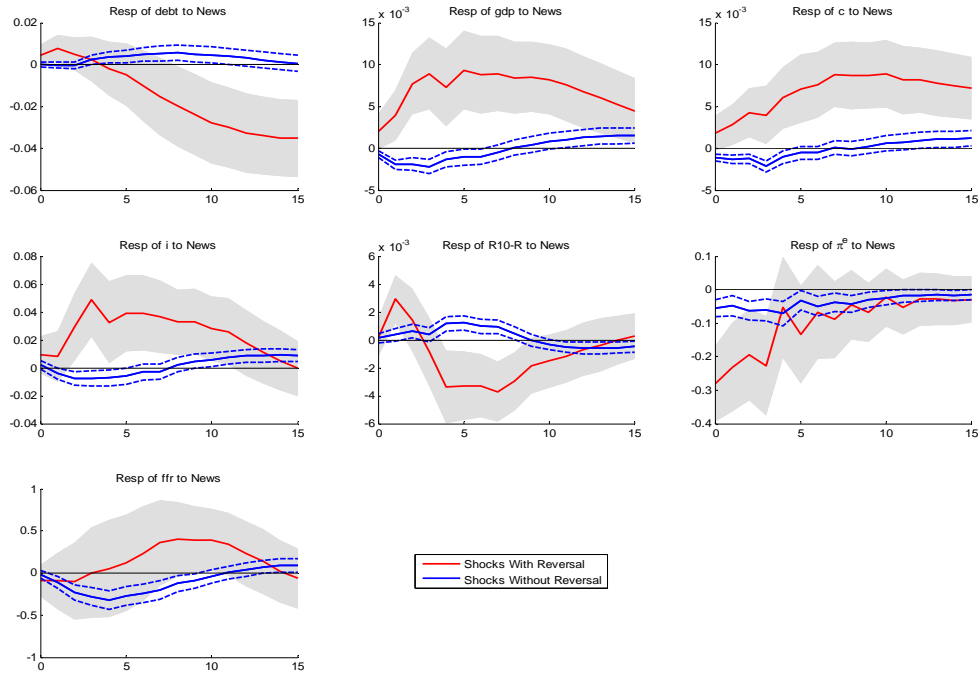 Resp of debt to News
0.02
0
-0.02
-0.04
-0.06
0 5 10 15
Resp of gdp to News
x 10^-3
15
10
5
0
-5
0 5 10 15
Resp of c to News
x 10^-3
15
10
5
0
-5
0 5 10 15
Resp of i to News
0.08
0.06
0.04
0.02
0
-0.02
-0.04
0 5 10 15
Resp of R10-R to News
x 10^-3
6
4
2
0
-2
-4
-6
0 5 10 15
Resp of π^e to News
0
-0.1
-0.2
-0.3
-0.4
0 5 10 15
Resp of ffr to News
1
0.5
0
-0.5
-1
0 5 10 15
Shocks With Reversal
Shocks Without Reversal